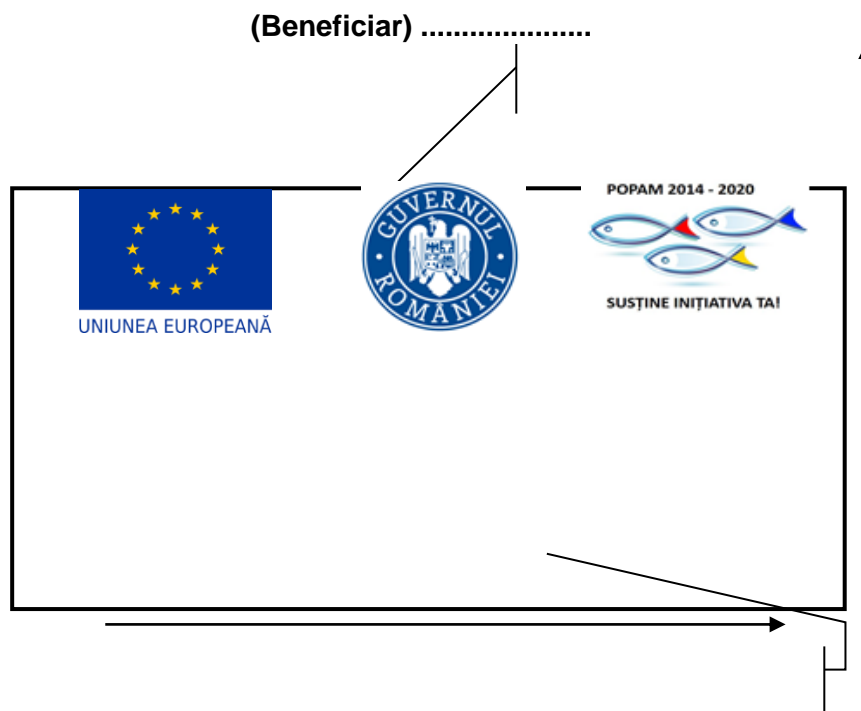 (Beneficiar) .....................
GUVERNUL ROMÂNIEI
POPAM 2014 - 2020
UNIUNEA EUROPEANĂ
SUSȚINE INIȚIATIVA TA!